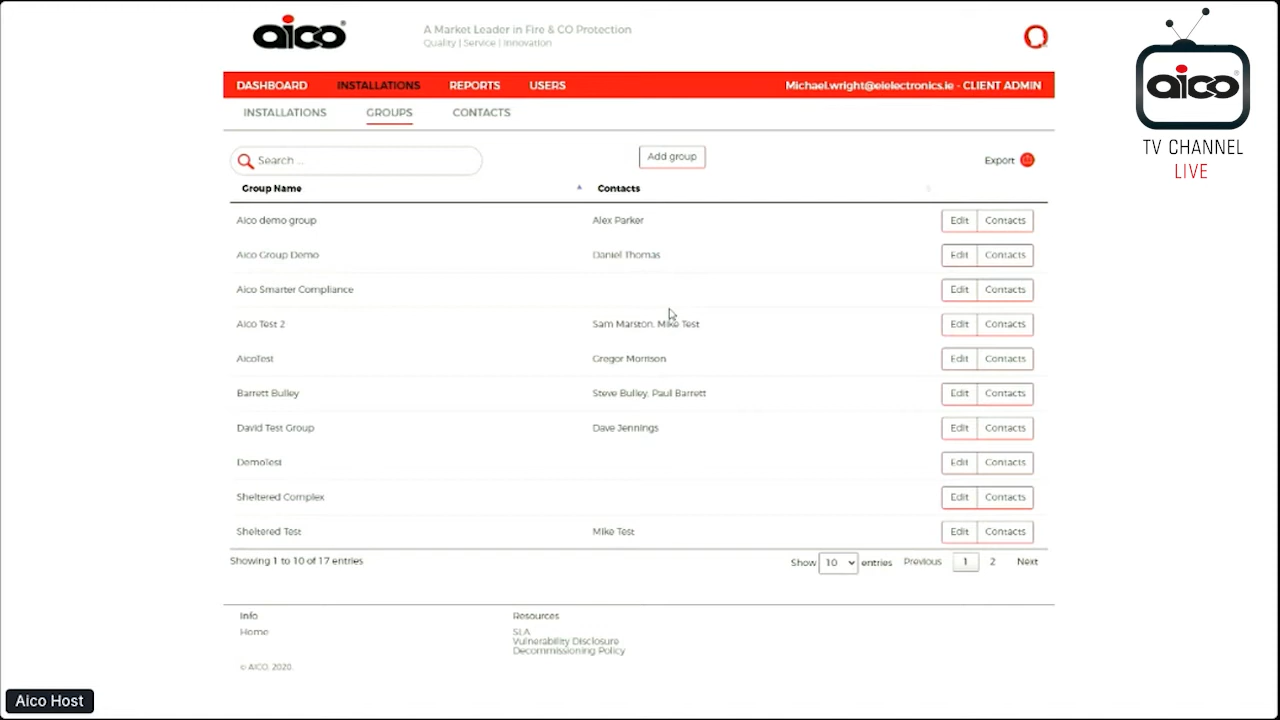 aico
A Market Leader in Fire & CO Protection
Quality | Service | Innovation
aico
TV CHANNEL
LIVE
DASHBOARD INSTALLATIONS REPORTS USERS Michael.wright@eielectronics.ie - CLIENT ADMIN
INSTALLATIONS GROUPS CONTACTS
Search ... Add group Export
Group Name Contacts
Aico demo group Alex Parker Edit Contacts
Aico Group Demo Daniel Thomas Edit Contacts
Aico Smarter Compliance Edit Contacts
Aico Test 2 Sam Marston, Mike Test Edit Contacts
AicoTest Gregor Morrison Edit Contacts
Barrett Bulley Steve Bulley, Paul Barrett Edit Contacts
David Test Group Dave Jennings Edit Contacts
DemoTest Edit Contacts
Sheltered Complex Edit Contacts
Sheltered Test Mike Test Edit Contacts
Showing 1 to 10 of 17 entries Show 10 entries Previous 1 2 Next
Info Resources
Home SLA
Vulnerability Disclosure
Decommissioning Policy
© AICO, 2020.
Aico Host